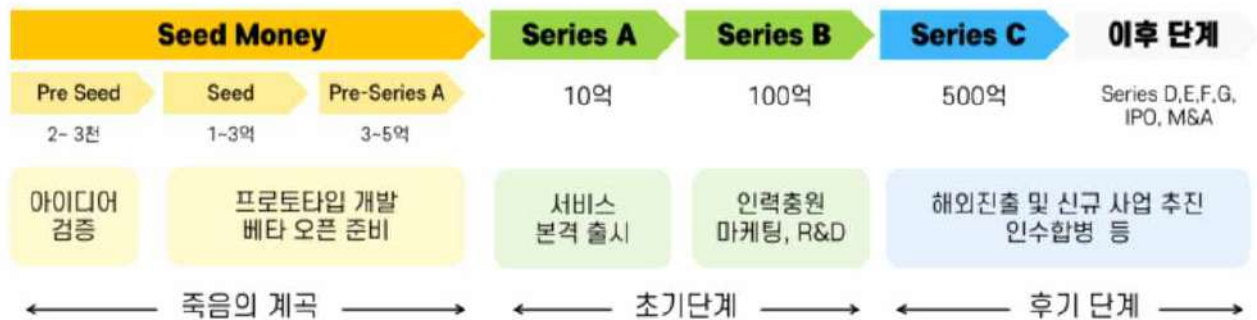 Seed Money
Series A
Series B
Series C
이후 단계
Pre Seed
Seed
Pre-Series A
10억
100억
500억
Series D,E,F,G,
IPO, M&A
2~ 3천
1~3억
3~5억
아이디어
검증
프로토타입 개발
베타 오픈 준비
서비스
본격 출시
인력충원
마케팅, R&D
해외진출 및 신규 사업 추진
인수합병 등
죽음의 계곡
초기단계
후기 단계